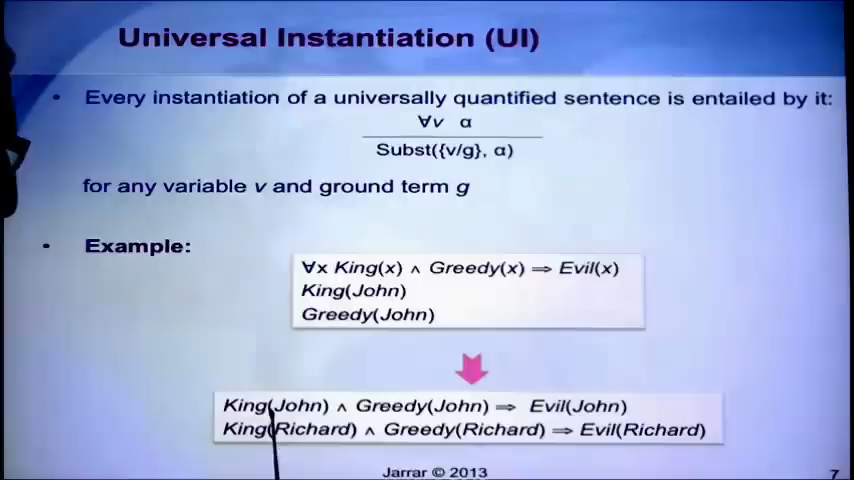 Universal Instantiation (UI)
• Every instantiation of a universally quantified sentence is entailed by it:
∀v α
Subst({v/g}, α)
for any variable v and ground term g
• Example:
∀x King(x) ∧ Greedy(x) ⇒ Evil(x)
King(John)
Greedy(John)
King(John) ∧ Greedy(John) ⇒ Evil(John)
King(Richard) ∧ Greedy(Richard) ⇒ Evil(Richard)
Jarrar © 2013
7